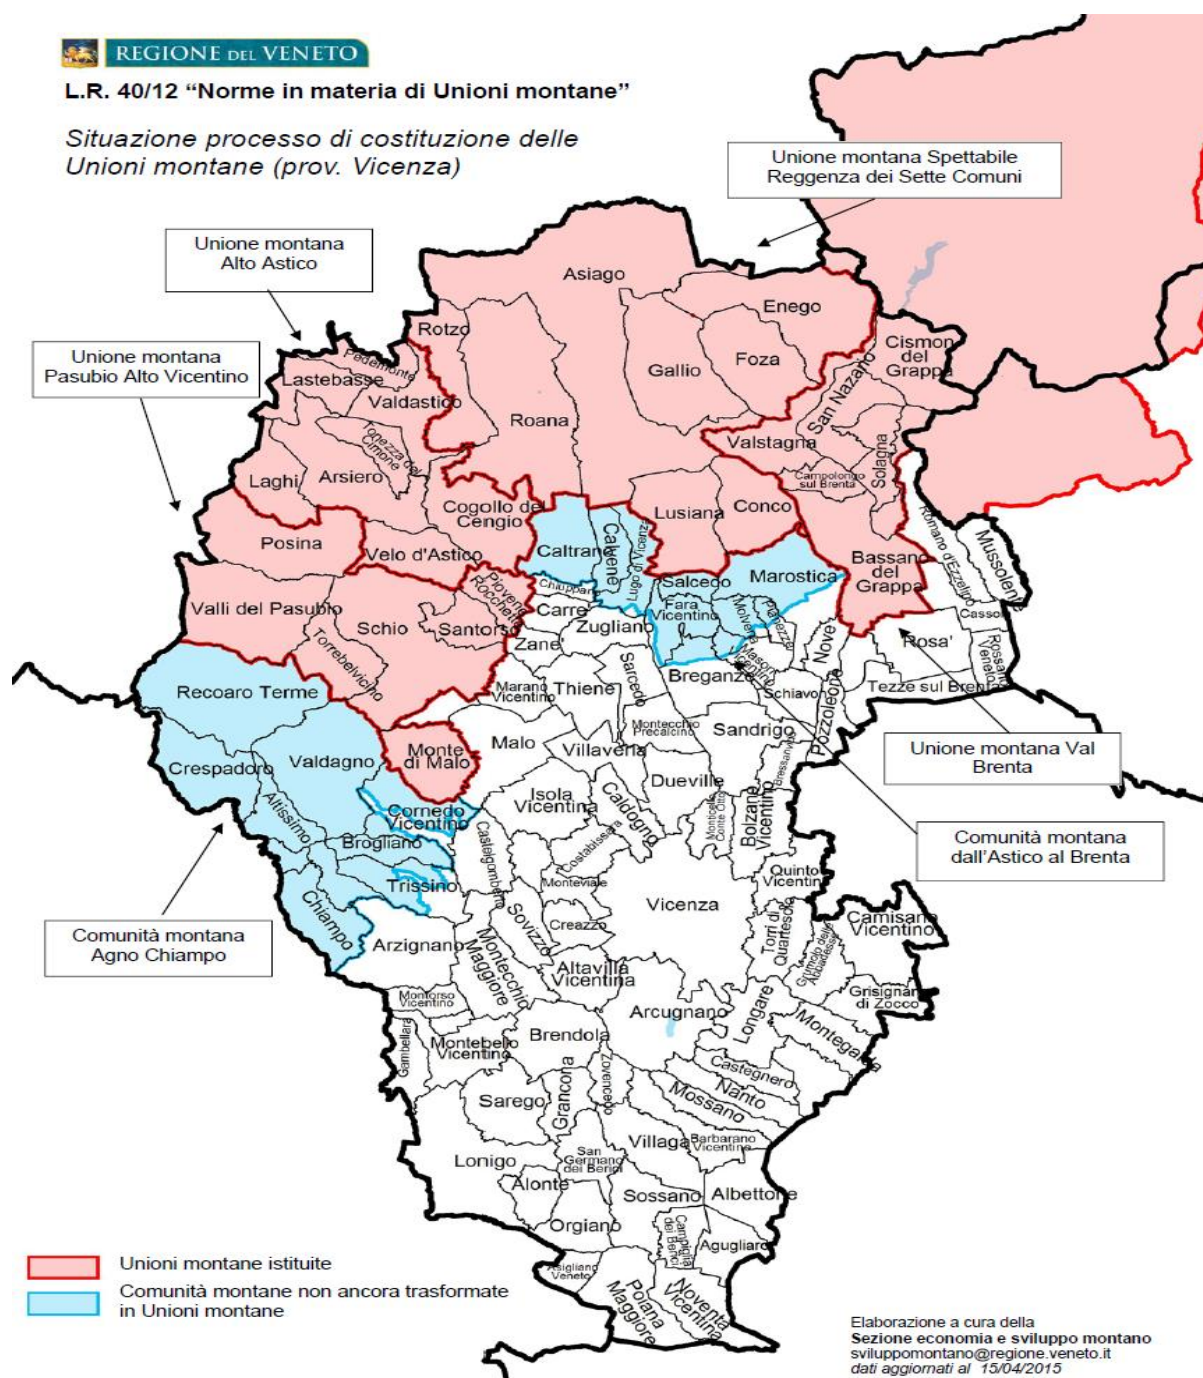 REGIONE DEL VENETO
L.R. 40/12 “Norme in materia di Unioni montane”
Situazione processo di costituzione delle
Unioni montane (prov. Vicenza)
Unione montana Spettabile
Reggenza dei Sette Comuni
Unione montana
Alto Astico
Unione montana
Pasubio Alto Vicentino
Asiago
Enego
Rotzo
Cismon
del
Grappa
Pedemonte
Foza
Gallio
San Nazario
Lastebasse
Valdastico
Roana
Valstagna
Solagna
Tonezza del
Cimone
Laghi
Arsiero
Campolongo
sul Brenta
Cogollo del
Cengio
Lusiana
Conco
Posina
Velo d'Astico
Caltrano
Calvene
Lugo di Vicenza
Romano d'Ezzelino
Mussolente
Bassano
del
Grappa
Salcedo
Marostica
Chiuppano
Piovene
Rocchette
Valli del Pasubio
Schio
Santorso
Carre
Zugliano
Fara
Vicentino
Molvena
Pianezze
Cassola
Zane'
Nove'
Rosa'
Torrebelvicino
Mason
Vicentino
Rossano
Veneto
Recoaro Terme
Marano
Vicentino
Thiene
Sarcedo
Breganze
Schiavon
Pozzoleone
Tezze sul Brenta
Montecchio
Precalcino
Sandrigo
Malo
Villaverla
Monte
di Malo
Bressanvido
Unione montana Val
Brenta
Crespadoro
Valdagno
Dueville
Isola
Vicentina
Caldogno
Monticello
Conte Otto
Bolzano
Vicentino
Altissimo
Cornedo
Vicentino
Castelgomberto
Costabissara
Comunità montana
dall’Astico al Brenta
Brogliano
Trissino
Monteviale
Quinto
Vicentino
Chiampo
Vicenza
Sovizzo
Creazzo
Torri di
Quartesolo
Camisano
Vicentino
Comunità montana
Agno Chiampo
Arzignano
Montecchio
Maggiore
Grumolo delle
Abbadesse
Altavilla
Vicentina
Montorso
Vicentino
Grisignano
di Zocco
Arcugnano
Longare
Gambellara
Montebello
Vicentino
Brendola
Montegalda
Zovencedo
Castegnero
Nanto
Mossano
Sarego
Grancona
Villaga
Barbarano
Vicentino
Lonigo
San
Germano
dei Berici
Alonte
Sossano
Albettone
Orgiano
Campiglia
dei Berici
Agugliaro
Asigliano
Veneto
Poiana
Maggiore
Noventa
Vicentina
Unioni montane istituite
Comunità montane non ancora trasformate
in Unioni montane
Elaborazione a cura della
Sezione economia e sviluppo montano
sviluppomontano@regione.veneto.it
dati aggiornati al 15/04/2015